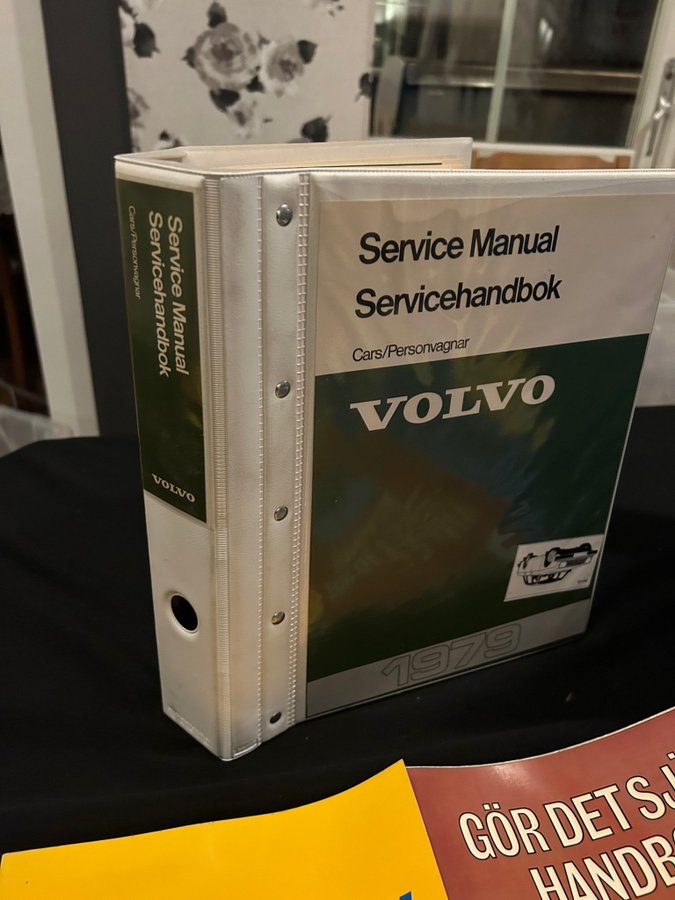 Service Manual
Servicehandbok
Cars/Personvagnar
VOLVO
Service Manual
Servicehandbok
Cars/Personvagnar
VOLVO
1979
GÖR DET SJ
HANDB